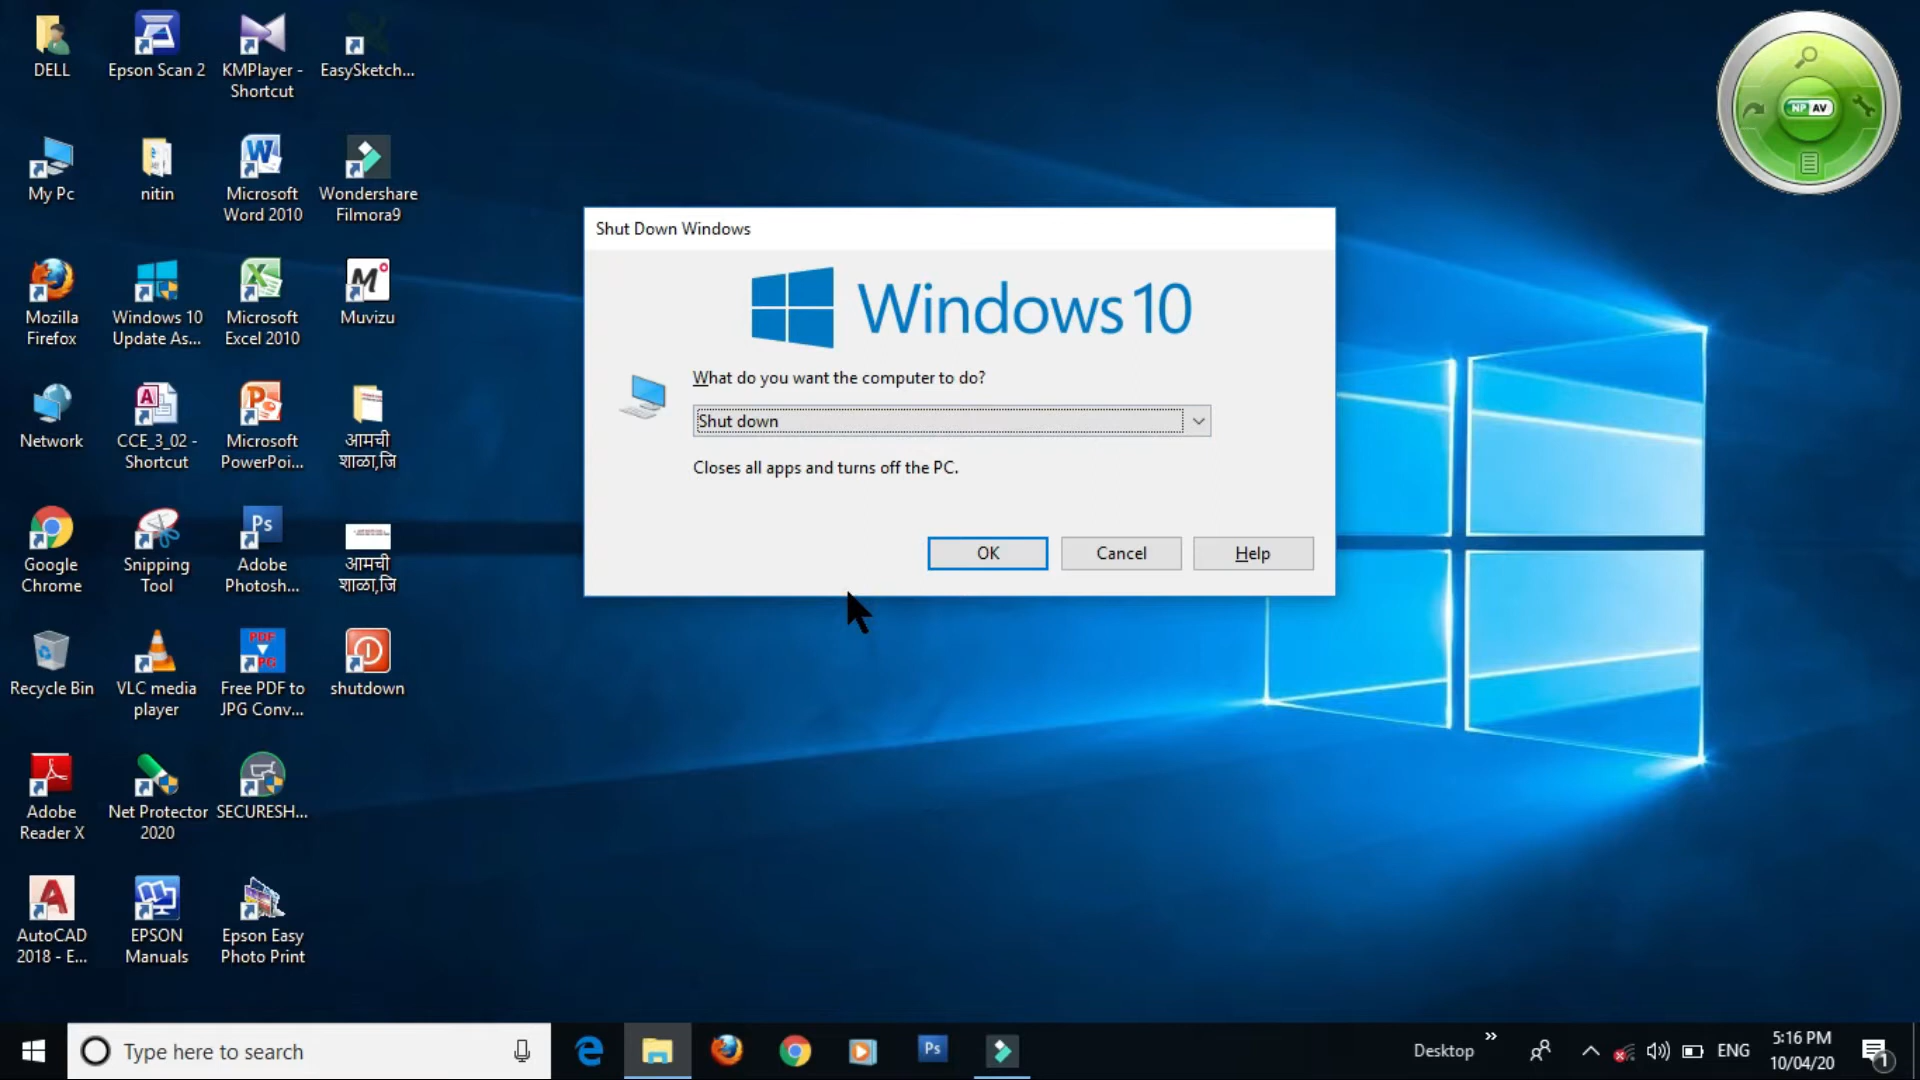 DELL
Epson Scan 2
KMPlayer -
Shortcut
EasySketch...
My Pc
nitin
Microsoft
Word 2010
Wondershare
Filmora9
Mozilla
Firefox
Windows 10
Update As...
Microsoft
Excel 2010
Muvizu
Network
CCE_3_02 -
Shortcut
Microsoft
PowerPoi...
आमची
शाळा,जि
Google
Chrome
Snipping
Tool
Ps
Adobe
Photosh...
आमची
शाळा,जि
Recycle Bin
VLC media
player
PDF
Free PDF to
JPG Conv...
shutdown
Adobe
Reader X
Net Protector
2020
SECURESH...
AutoCAD
2018 - E...
EPSON
Manuals
Epson Easy
Photo Print
NP AV
Shut Down Windows
Windows 10
What do you want the computer to do?
Shut down
Closes all apps and turns off the PC.
OK
Cancel
Help
Type here to search
Ps
Desktop
ENG
5:16 PM
10/04/20
1